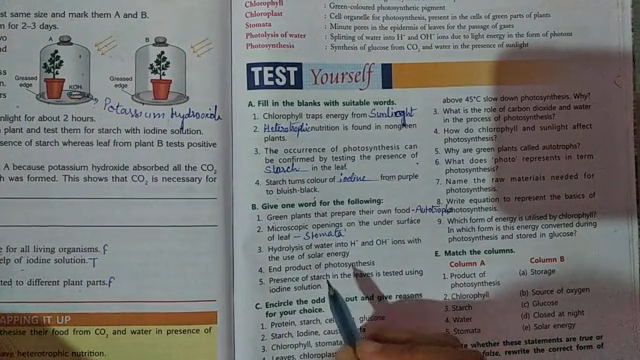 st same size and mark them A and B.
n for 2–3 days.
A
B
Greased
edge
KOH
Greased
edge
Potassium Hydroxide
nlight for about 2 hours.
plant and test them for starch with iodine solution.
sence of starch whereas leaf from plant B tests positive
A because potassium hydroxide absorbed all the CO2
h was formed. This shows that CO2 is necessary for
e for all living organisms. F
elp of iodine solution. T
ted to different plant parts. F
APPING UP
thesise their food from CO2 and water in presence of
ave heterotrophic nutrition.
Chlorophyll : Green-coloured photosynthetic pigment
Chloroplast : Cell organelle for photosynthesis, present in the cells of green parts of plants
Stomata : Minute pores in the epidermis of leaves for the passage of gases
Photolysis of water : Splitting of water into H+ and OH− ions due to light energy in the form of photons
Photosynthesis : Synthesis of glucose from CO2 and water in the presence of sunlight
TEST Yourself
A. Fill in the blanks with suitable words.
1. Chlorophyll traps energy from Sunlight
2. Heterotrophic nutrition is found in nongreen
plants.
3. The occurrence of photosynthesis can
be confirmed by testing the presence of
Starch in the leaf.
4. Starch turns colour of iodine from purple
to bluish-black.
B. Give one word for the following:
1. Green plants that prepare their own food - Autotrophs
2. Microscopic openings on the under surface
of leaf – Stomata
3. Hydrolysis of water into H+ and OH− ions with
the use of solar energy
4. End product of photosynthesis
5. Presence of starch in the leaves is tested using
iodine solution.
C. Encircle the odd out and give reasons
for your choice.
1. Protein, starch, glucose
2. Starch, Iodine,
3. Chlorophyll, stomata
4. Leaves,
above 45°C slow down photosynthesis. Why?
3. What is the role of carbon dioxide and water
in the process of photosynthesis?
4. How do chlorophyll and sunlight affect
photosynthesis?
5. Why are green plants called autotrophs?
6. What does 'photo' represents in term
photosynthesis?
7. Name the raw materials needed for
photosynthesis.
8. Write equation to represent the basics of
photosynthesis.
9. Which form of energy is utilised by chlorophyll?
In which form is this energy converted during
photosynthesis and stored in glucose?
E. Match the columns.
Column A Column B
1. Product of (a) Storage
photosynthesis
2. Chlorophyll (b) Source of oxygen
3. Starch (c) Glucose
4. Water (d) Closed at night
5. Stomata (e) Solar energy
whether these statements are true or
false, rewrite the correct form of